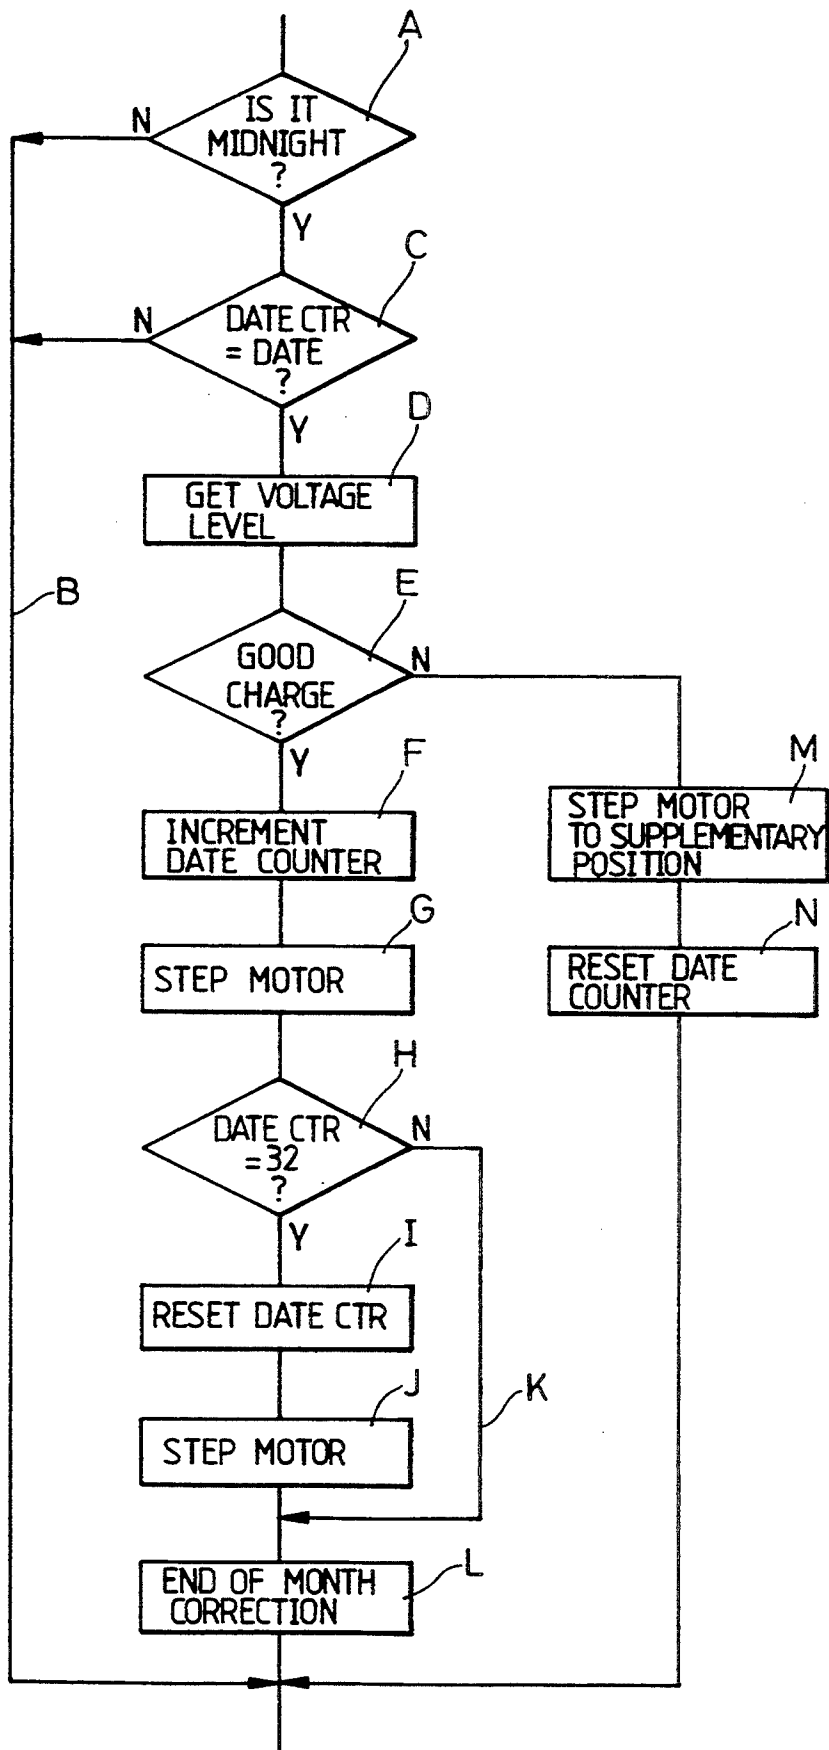 A
IS IT
MIDNIGHT
?
N
Y
C
DATE CTR
= DATE
?
N
Y
D
GET VOLTAGE
LEVEL
B
E
GOOD
CHARGE
?
N
Y
F
INCREMENT
DATE COUNTER
M
STEP MOTOR
TO SUPPLEMENTARY
POSITION
G
STEP MOTOR
N
RESET DATE
COUNTER
H
DATE CTR
=32
?
N
Y
I
RESET DATE CTR
J
STEP MOTOR
K
L
END OF MONTH
CORRECTION